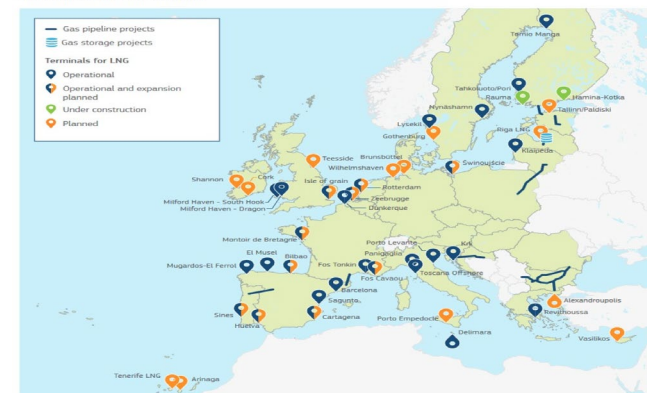 Gas pipeline projects
Gas storage projects
Terminals for LNG
Operational
Operational and expansion
planned
Under construction
Planned
Tornio Manga
Tahkoluoto/Pori
Rauma
Hamina-Kotka
Nynäshamn
Tallinn/Paldiski
Lysekil
Gothenburg
Riga LNG
Klaipeda
Teesside
Brunsbüttel
Wilhelmshaven
Świnoujście
Shannon
Cork
Isle of grain
Rotterdam
Zeebrugge
Milford Haven - South Hook
Milford Haven - Dragon
Dunkerque
Montoir de Bretagne
Porto Levante
Krk
Panigaglia
El Musel
Bilbao
Fos Tonkin
Mugardos-El Ferrol
Fos Cavaou
Toscana Offshore
Barcelona
Sagunto
Alexandroupolis
Revithoussa
Sines
Huelva
Cartagena
Porto Empedocle
Delimara
Vasilikos
Tenerife LNG
Arinaga